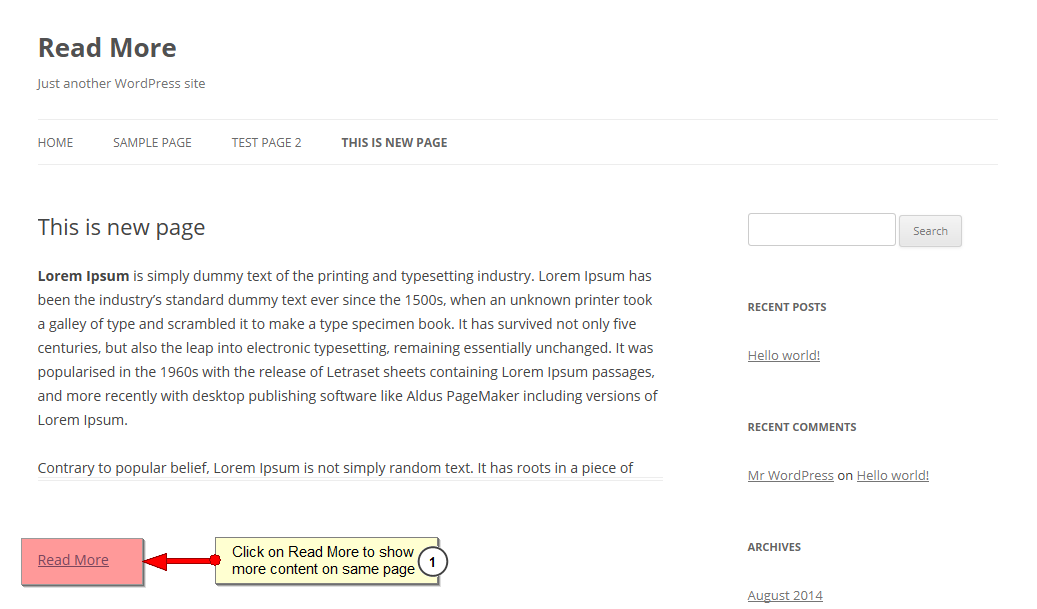 Read More
Just another WordPress site
HOME SAMPLE PAGE TEST PAGE 2 THIS IS NEW PAGE
This is new page
Lorem Ipsum is simply dummy text of the printing and typesetting industry. Lorem Ipsum has
been the industry’s standard dummy text ever since the 1500s, when an unknown printer took
a galley of type and scrambled it to make a type specimen book. It has survived not only five
centuries, but also the leap into electronic typesetting, remaining essentially unchanged. It was
popularised in the 1960s with the release of Letraset sheets containing Lorem Ipsum passages,
and more recently with desktop publishing software like Aldus PageMaker including versions of
Lorem Ipsum.
Contrary to popular belief, Lorem Ipsum is not simply random text. It has roots in a piece of
Read More
Click on Read More to show
more content on same page
1
Search
RECENT POSTS
Hello world!
RECENT COMMENTS
Mr WordPress on Hello world!
ARCHIVES
August 2014